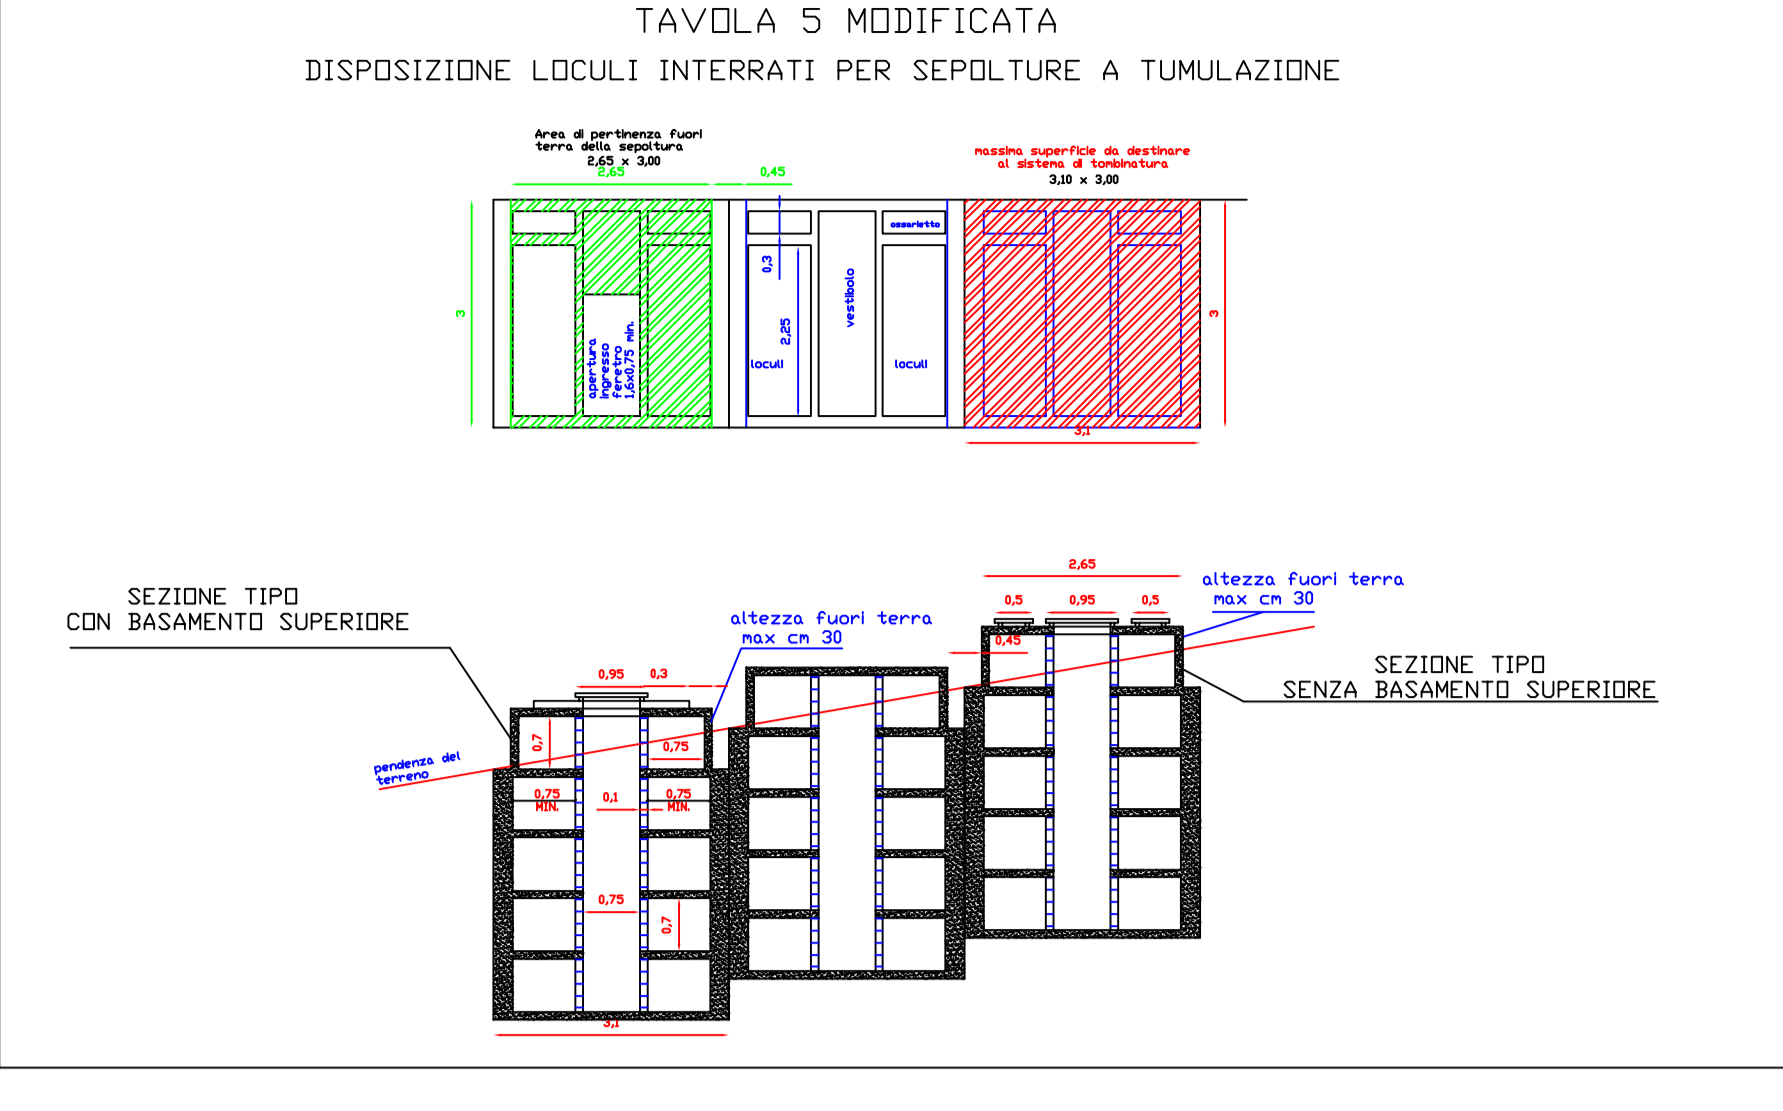 TAVOLA 5 MODIFICATA
DISPOSIZIONE LOCULI INTERRATI PER SEPOLTURE A TUMULAZIONE
Area di pertinenza fuori
terra della sepoltura
2,65 x 3,00
2,65
0,45
massima superficie da destinare
al sistema di tombinatura
3,10 x 3,00
3
apertura
ingresso
feretro
1,6x0,75 min.
0,3
2,25
loculi
vestibolo
ossarietto
loculi
3
3,1
SEZIONE TIPO
CON BASAMENTO SUPERIORE
altezza fuori terra
max cm 30
2,65
0,5
0,95
0,5
0,45
altezza fuori terra
max cm 30
SEZIONE TIPO
SENZA BASAMENTO SUPERIORE
0,95
0,3
0,7
0,75
pendenza del
terreno
0,75
MIN.
0,1
0,75
MIN.
0,75
0,7
3,1